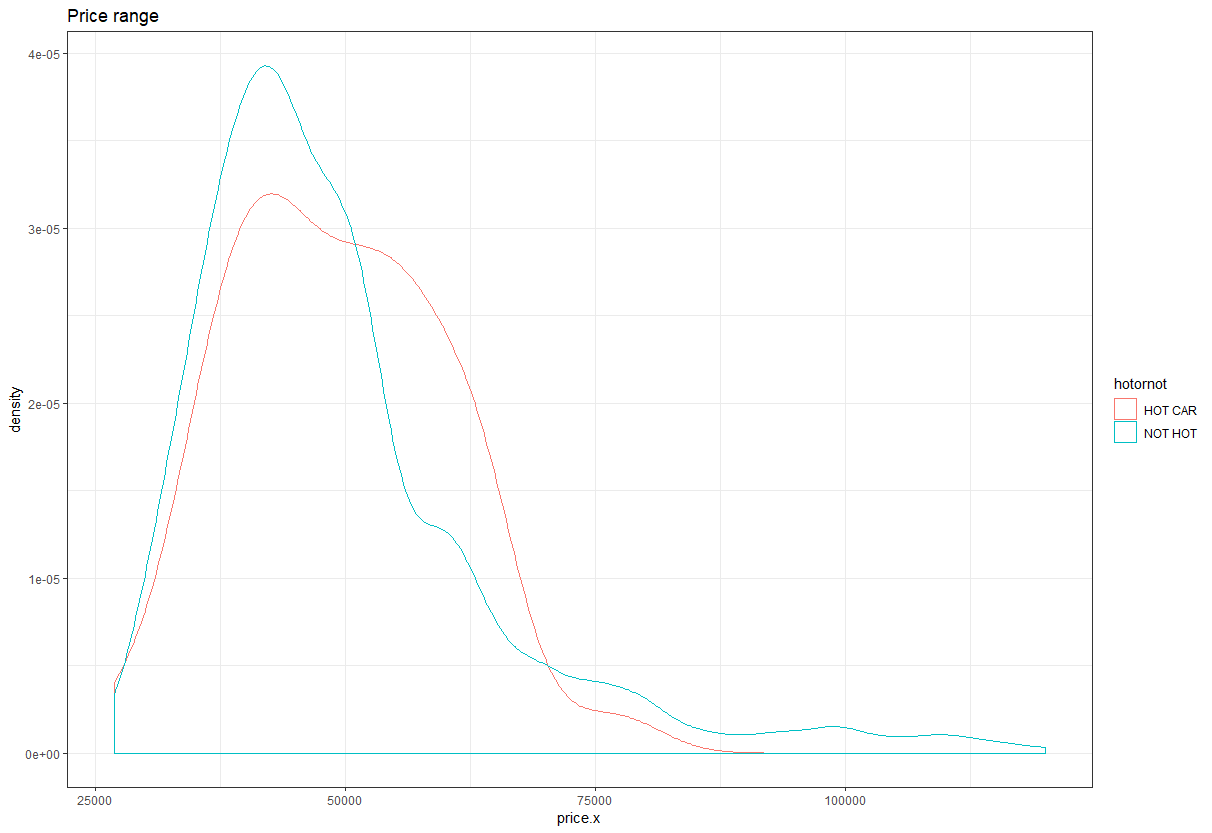 Price range
4e-05
3e-05
2e-05
1e-05
0e+00
density
25000
50000
75000
100000
price.x
hotornot
HOT CAR
NOT HOT